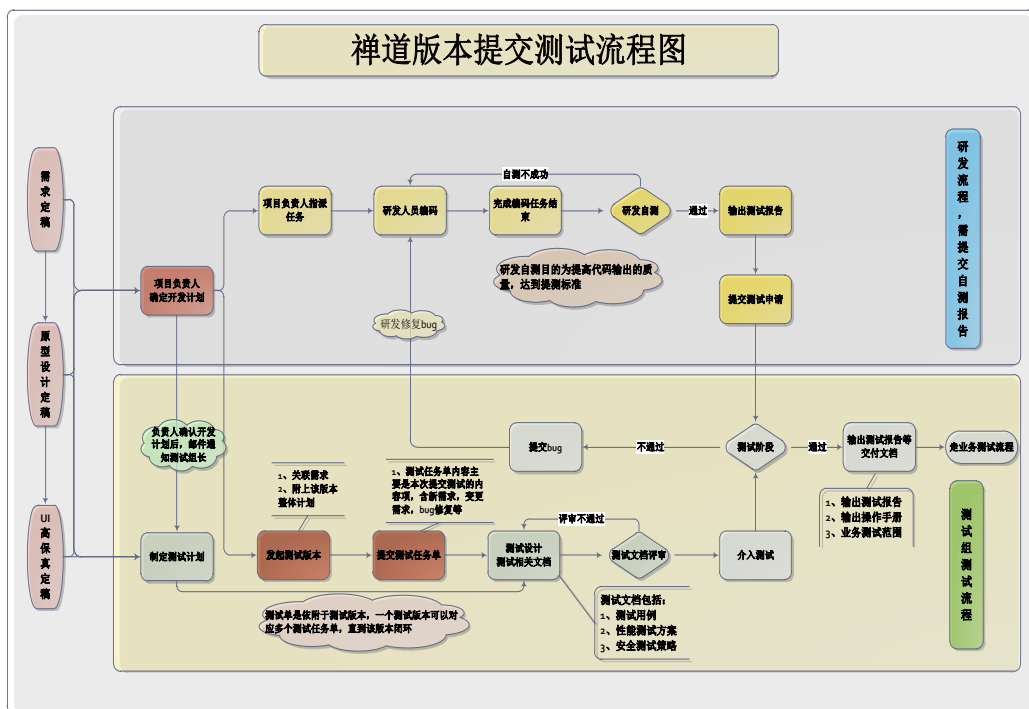 禅道版本提交测试流程图
需
求
定
稿
原
型
设
计
定
稿
UI
高
保
真
定
稿
研
发
流
程
，
需
提
交
自
测
报
告
自测不成功
项目负责人指派
任务
研发人员编码
完成编码任务结
束
研发自测
通过
输出测试报告
项目负责人
确定开发计划
研发自测目的为提高代码输出的质
量，达到提测标准
提交测试申请
研发修复bug
负责人确认开发
计划后，邮件通
知测试组长
提交bug
不通过
测试阶段
通过
输出测试报告等
交付文档
走业务测试流程
1、关联需求
2、附上该版本
整体计划
1、测试任务单内容主
要是本次提交测试的内
容项，含新需求，变更
需求，bug修复等
1、输出测试报告
2、输出操作手册
3、业务测试范围
测
试
组
测
试
流
程
评审不通过
制定测试计划
发起测试版本
提交测试任务单
测试设计
测试相关文档
测试文档评审
介入测试
测试单是依附于测试版本，一个测试版本可以对
应多个测试任务单，直到该版本闭环
测试文档包括：
1、测试用例
2、性能测试方案
3、安全测试策略